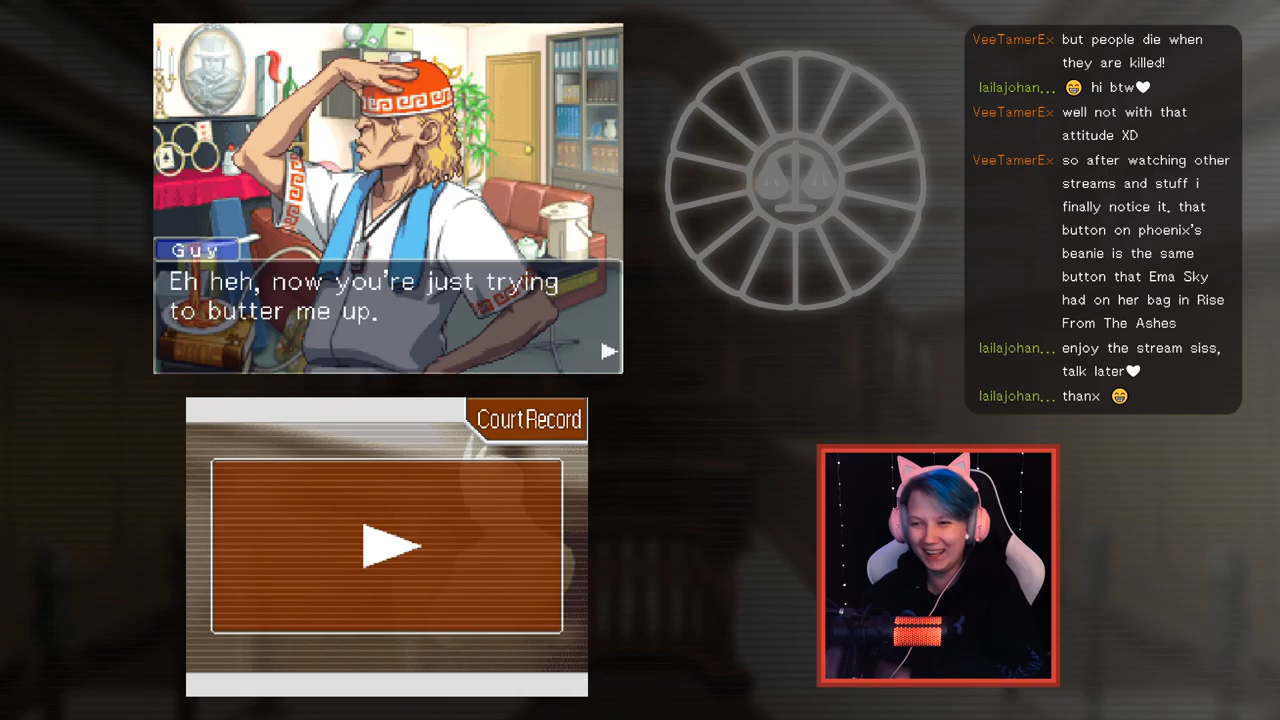 Guy
Eh heh, now you're just trying
to butter me up.
Court Record
VeeTamerEx but people die when
they are killed!
lailajohan... 😁 hi btw🤍
VeeTamerEx well not with that
attitude XD
VeeTamerEx so after watching other
streams and stuff i
finally notice it. that
button on phoenix's
beanie is the same
button that Ema Sky
had on her bag in Rise
From The Ashes
lailajohan... enjoy the stream siss,
talk later🤍
lailajohan... thanx 😁